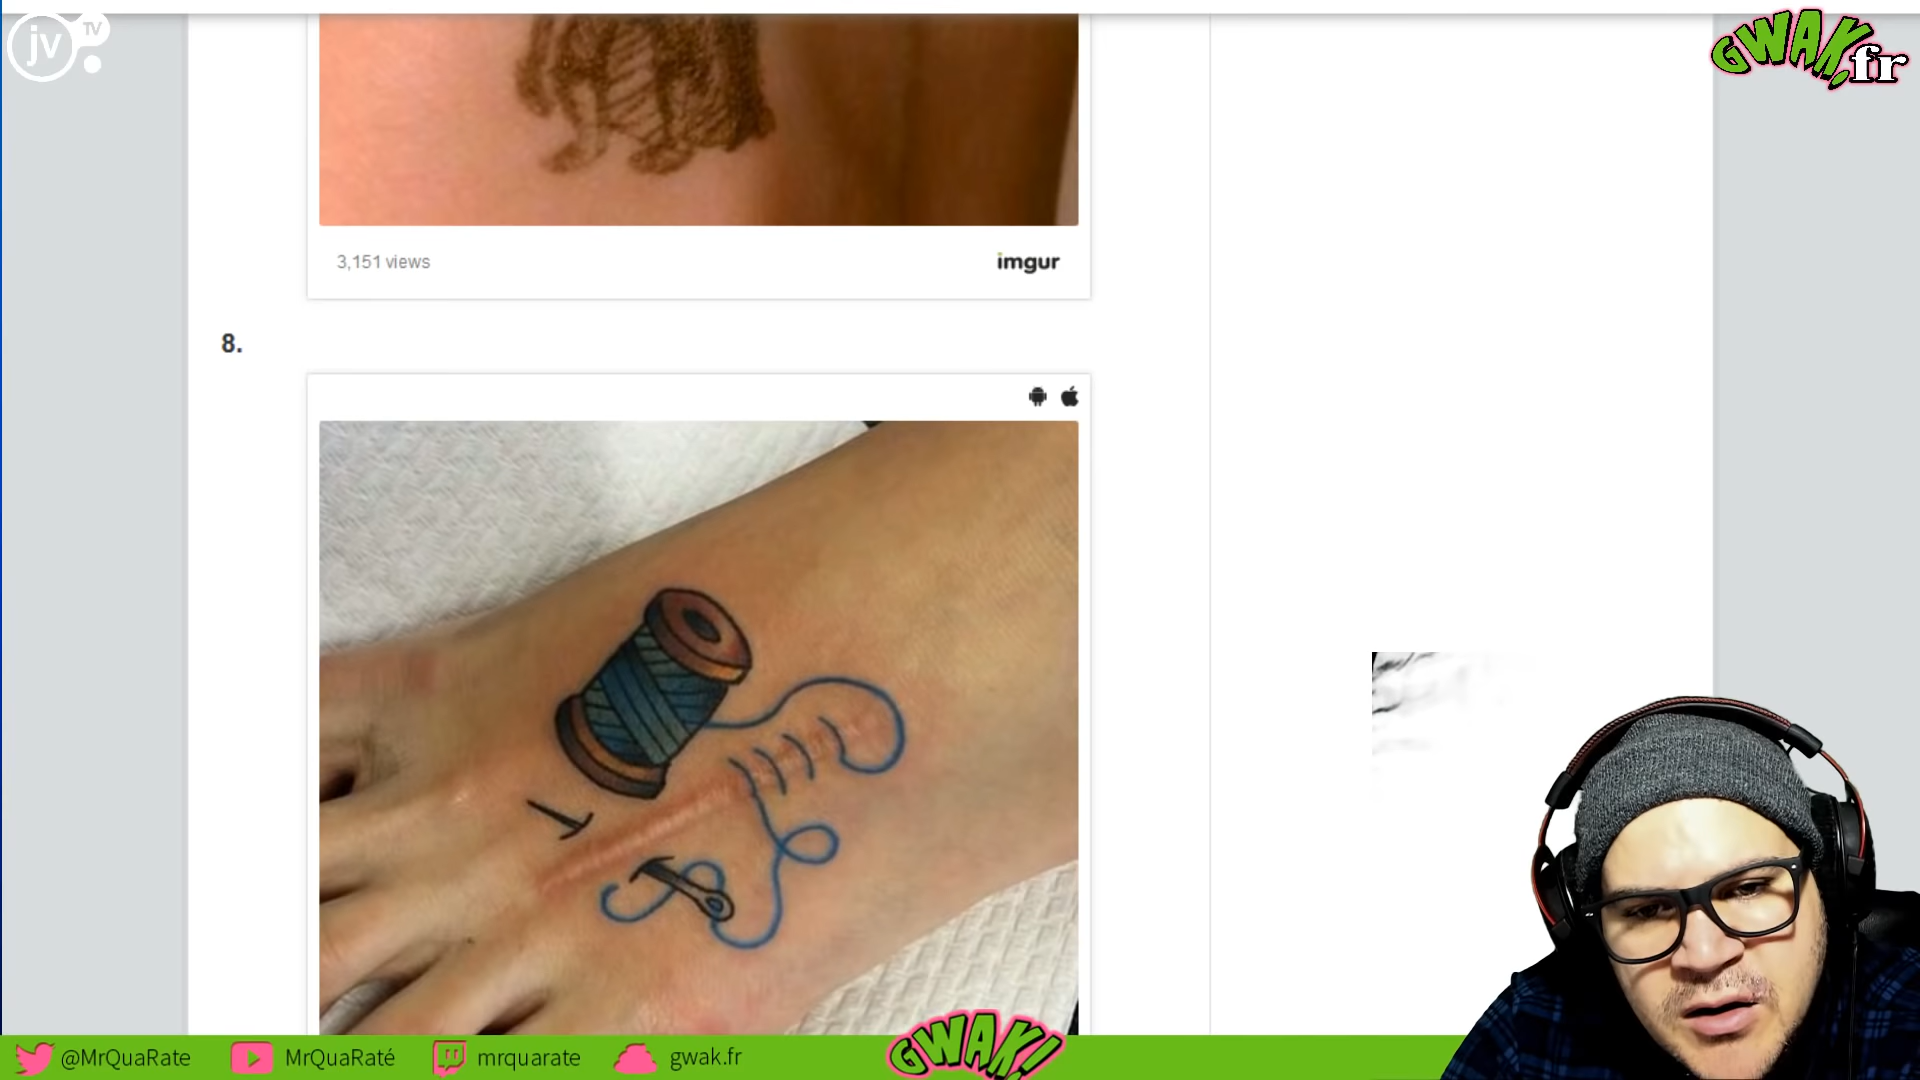 jv TV
GWAK.fr
3,151 views
imgur
8.
@MrQuaRate
MrQuaRaté
mrquarate
gwak.fr
GWAK!